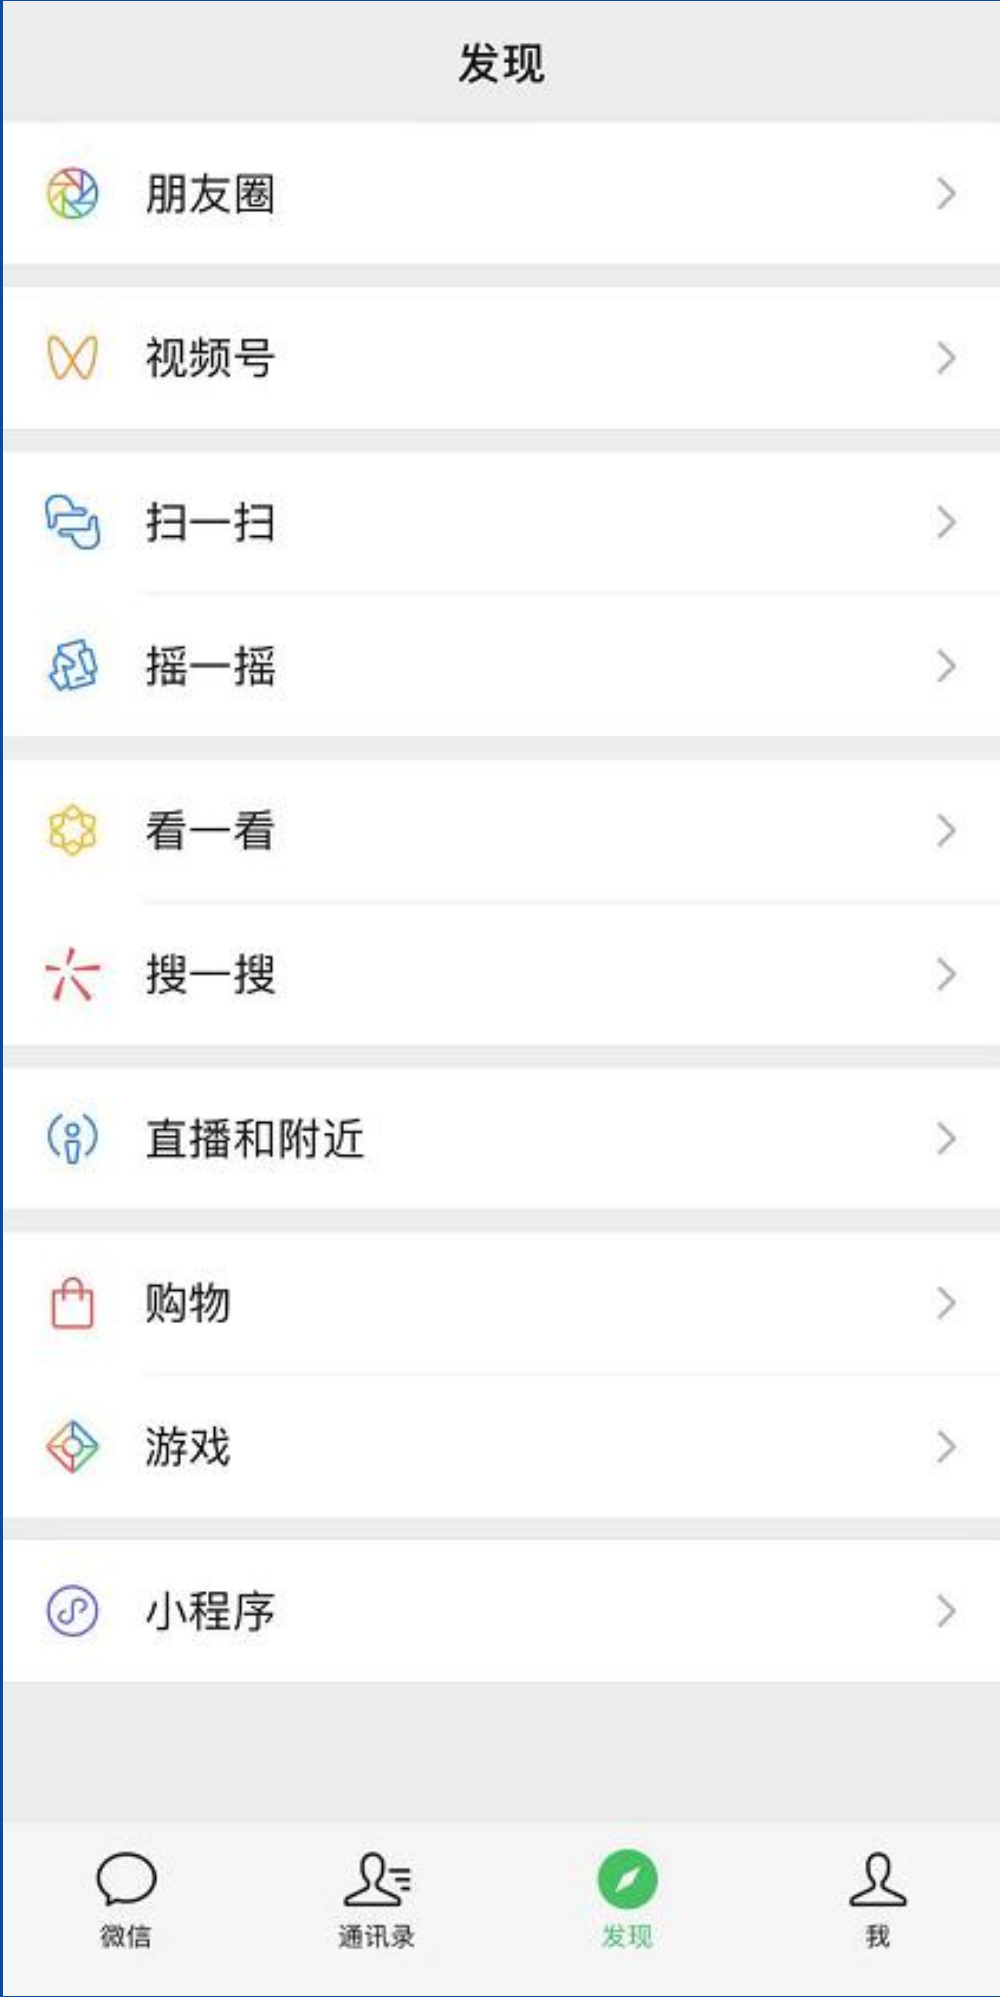 发现
朋友圈
视频号
扫一扫
摇一摇
看一看
搜一搜
直播和附近
购物
游戏
小程序
微信
通讯录
发现
我